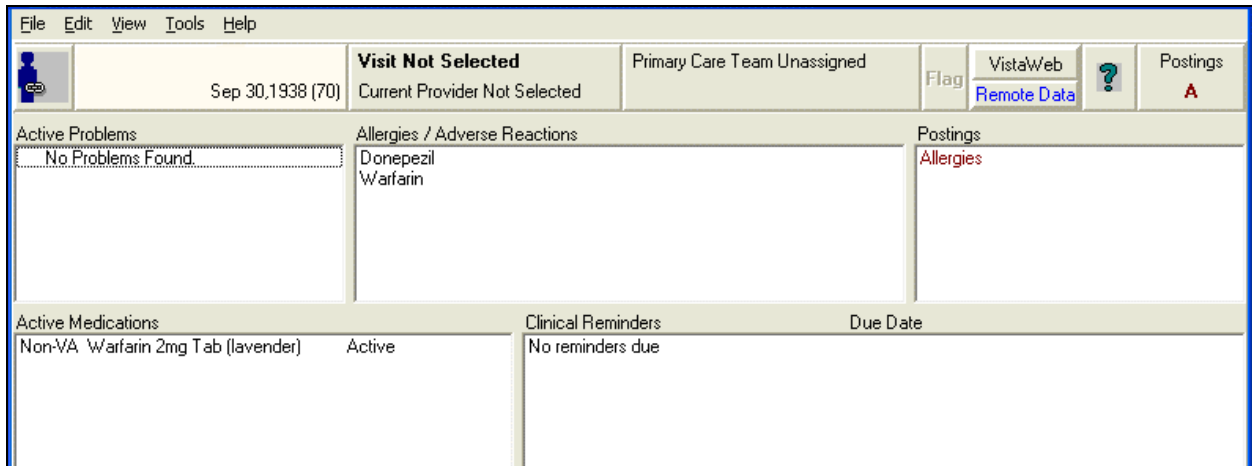 File Edit View Tools Help
Visit Not Selected
Primary Care Team Unassigned
Flag
VistaWeb
Postings
Sep 30,1938 (70)
Current Provider Not Selected
Remote Data
?
A
Active Problems
Allergies / Adverse Reactions
Postings
No Problems Found.
Donepezil
Allergies
Warfarin
Active Medications
Clinical Reminders
Due Date
Non-VA Warfarin 2mg Tab (lavender) Active
No reminders due